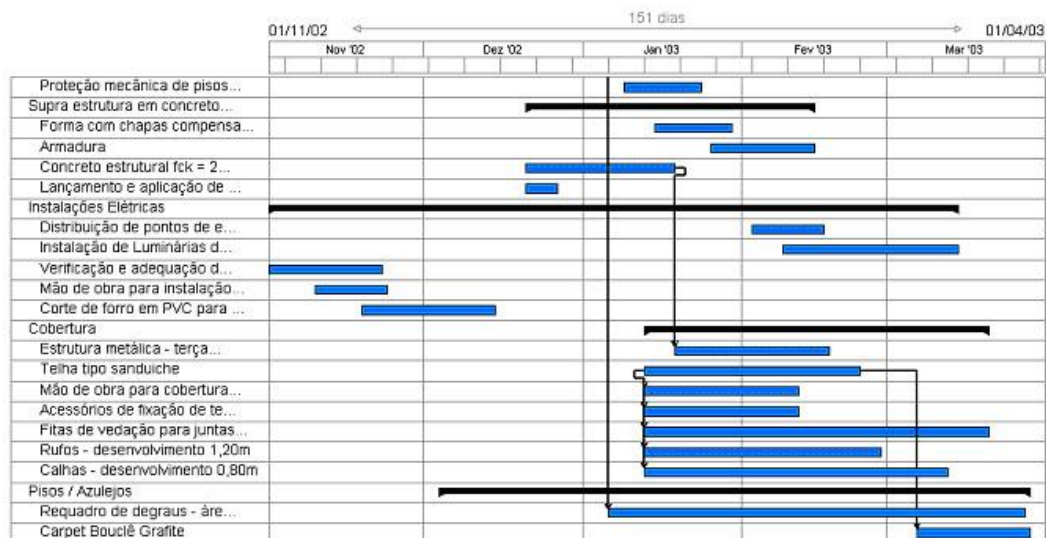 151 dias
01/11/02 01/04/03
Nov '02 Dez '02 Jan '03 Fev '03 Mar '03
Proteção mecânica de pisos...
Supra estrutura em concreto...
Forma com chapas compensa...
Armadura
Concreto estrutural fck = 2...
Lançamento e aplicação de ...
Instalações Elétricas
Distribuição de pontos de e...
Instalação de Luminárias d...
Verificação e adequação d...
Mão de obra para instalação...
Corte de forro em PVC para ...
Cobertura
Estrutura metálica - terça...
Telha tipo sanduiche
Mão de obra para cobertura...
Acessórios de fixação de te...
Fitas de vedação para juntas...
Rufos - desenvolvimento 1,20m
Calhas - desenvolvimento 0,80m
Pisos / Azulejos
Requadro de degraus - áre...
Carpet Bouclê Grafite